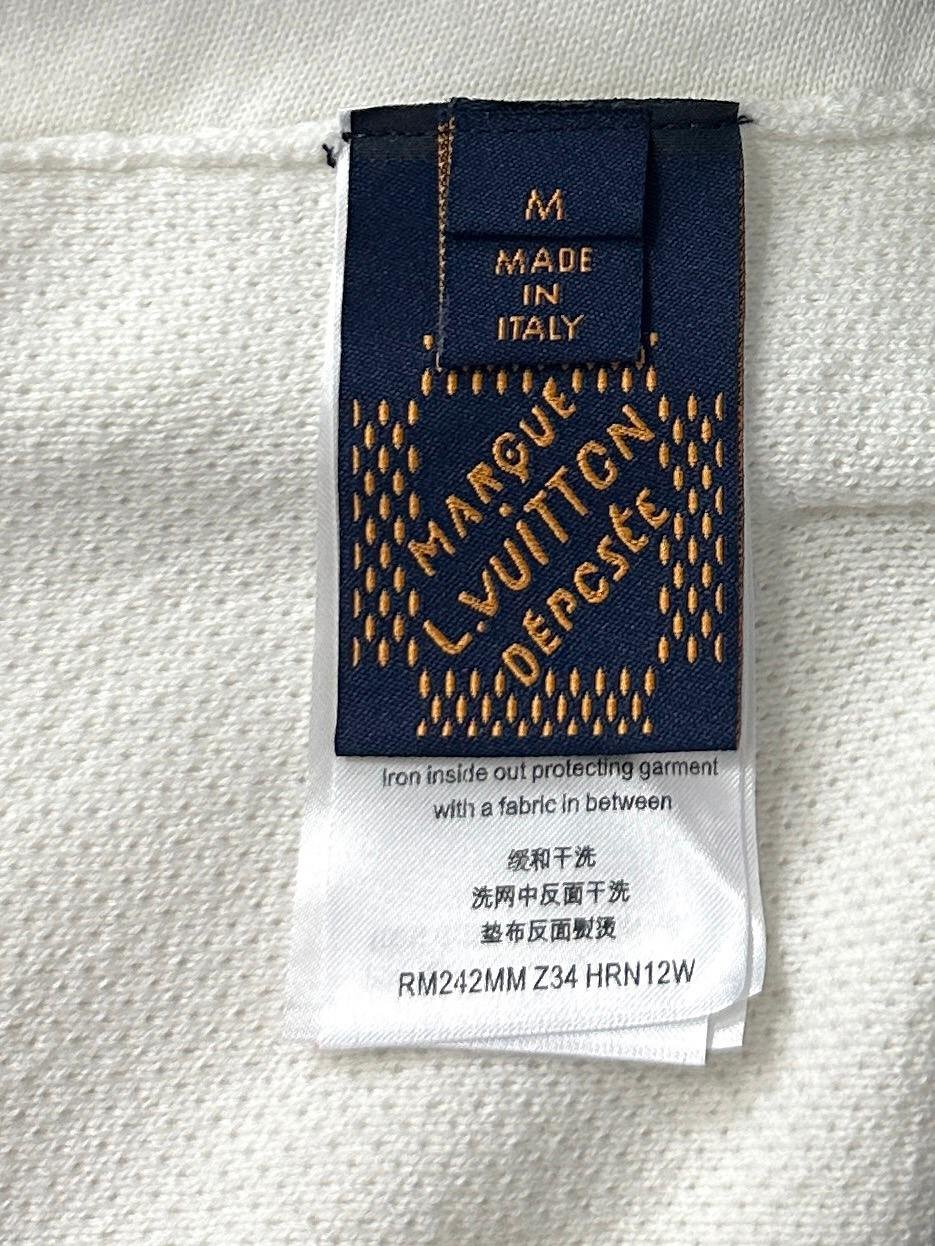 M
MADE
IN
ITALY
MARQUE
L.VUITTON
DÉPOSÉE
Iron inside out protecting garment
with a fabric in between
缓和干洗
洗网中反面干洗
垫布反面熨烫
RM242MM Z34 HRN12W